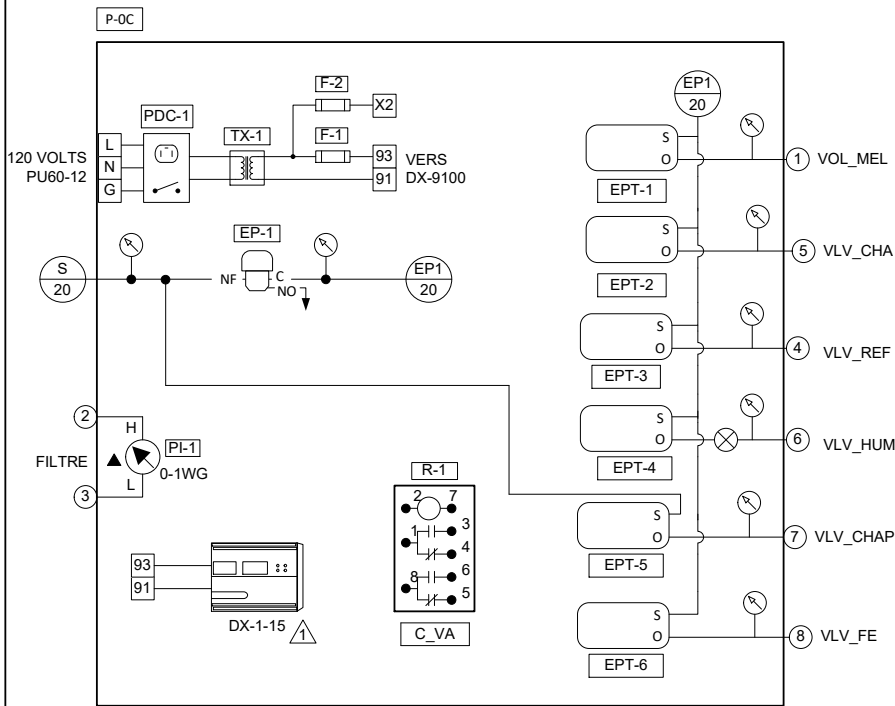 P-0C
F-2
X2
EP1
20
PDC-1
TX-1
F-1
L
N
G
120 VOLTS
PU60-12
93
91
VERS
DX-9100
S
O
EPT-1
1
VOL_MEL
S
O
EPT-2
5
VLV_CHA
EP-1
S
20
NF
C
NO
EP1
20
S
O
EPT-3
4
VLV_REF
2
H
PI-1
0-1WG
L
FILTRE
3
S
O
EPT-4
6
VLV_HUM
R-1
2
7
1
3
4
8
6
5
C_VA
S
O
EPT-5
7
VLV_CHAP
93
91
DX-1-15
1
S
O
EPT-6
8
VLV_FE